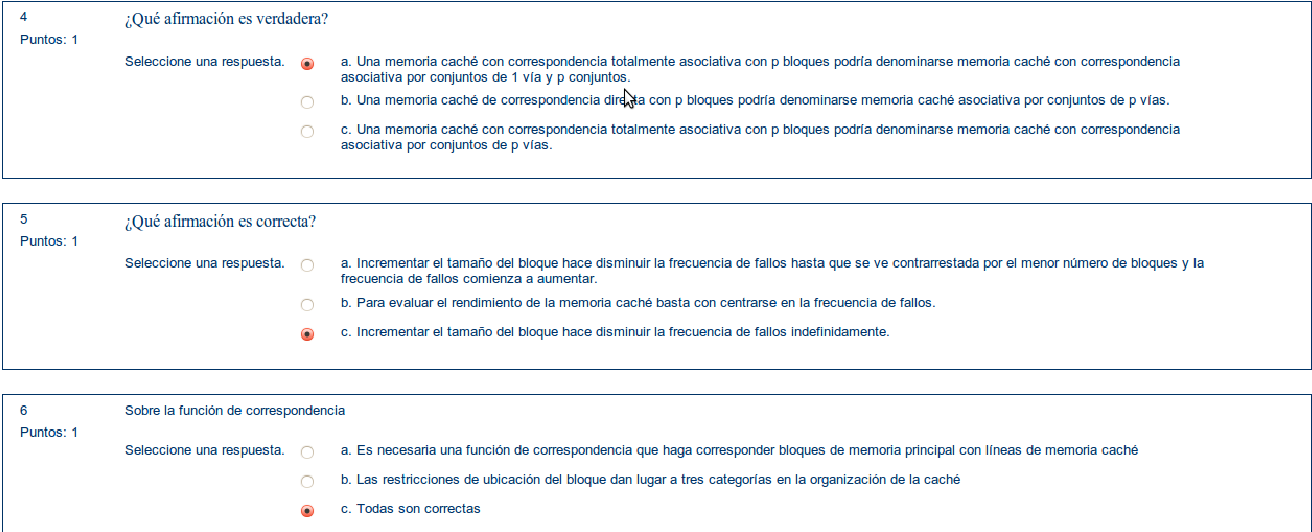 4
¿Qué afirmación es verdadera?
Puntos: 1
Seleccione una respuesta.
a. Una memoria caché con correspondencia totalmente asociativa con p bloques podría denominarse memoria caché con correspondencia
asociativa por conjuntos de 1 vía y p conjuntos.
b. Una memoria caché de correspondencia directa con p bloques podría denominarse memoria caché asociativa por conjuntos de p vías.
c. Una memoria caché con correspondencia totalmente asociativa con p bloques podría denominarse memoria caché con correspondencia
asociativa por conjuntos de p vías.
5
¿Qué afirmación es correcta?
Puntos: 1
Seleccione una respuesta.
a. Incrementar el tamaño del bloque hace disminuir la frecuencia de fallos hasta que se ve contrarrestada por el menor número de bloques y la
frecuencia de fallos comienza a aumentar.
b. Para evaluar el rendimiento de la memoria caché basta con centrarse en la frecuencia de fallos.
c. Incrementar el tamaño del bloque hace disminuir la frecuencia de fallos indefinidamente.
6
Sobre la función de correspondencia
Puntos: 1
Seleccione una respuesta.
a. Es necesaria una función de correspondencia que haga corresponder bloques de memoria principal con líneas de memoria caché
b. Las restricciones de ubicación del bloque dan lugar a tres categorías en la organización de la caché
c. Todas son correctas